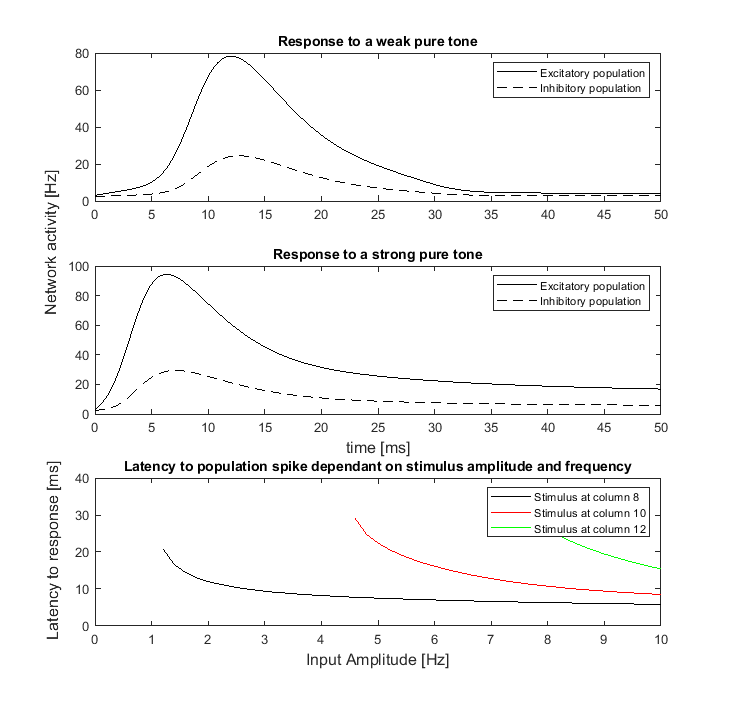 Response to a weak pure tone
80
60
40
20
0
Excitatory population
Inhibitory population
0 5 10 15 20 25 30 35 40 45 50
Network activity [Hz]
Response to a strong pure tone
100
80
60
40
20
0
Excitatory population
Inhibitory population
0 5 10 15 20 25 30 35 40 45 50
time [ms]
Latency to population spike dependant on stimulus amplitude and frequency
Latency to response [ms]
40
30
20
10
0
Stimulus at column 8
Stimulus at column 10
Stimulus at column 12
0 1 2 3 4 5 6 7 8 9 10
Input Amplitude [Hz]